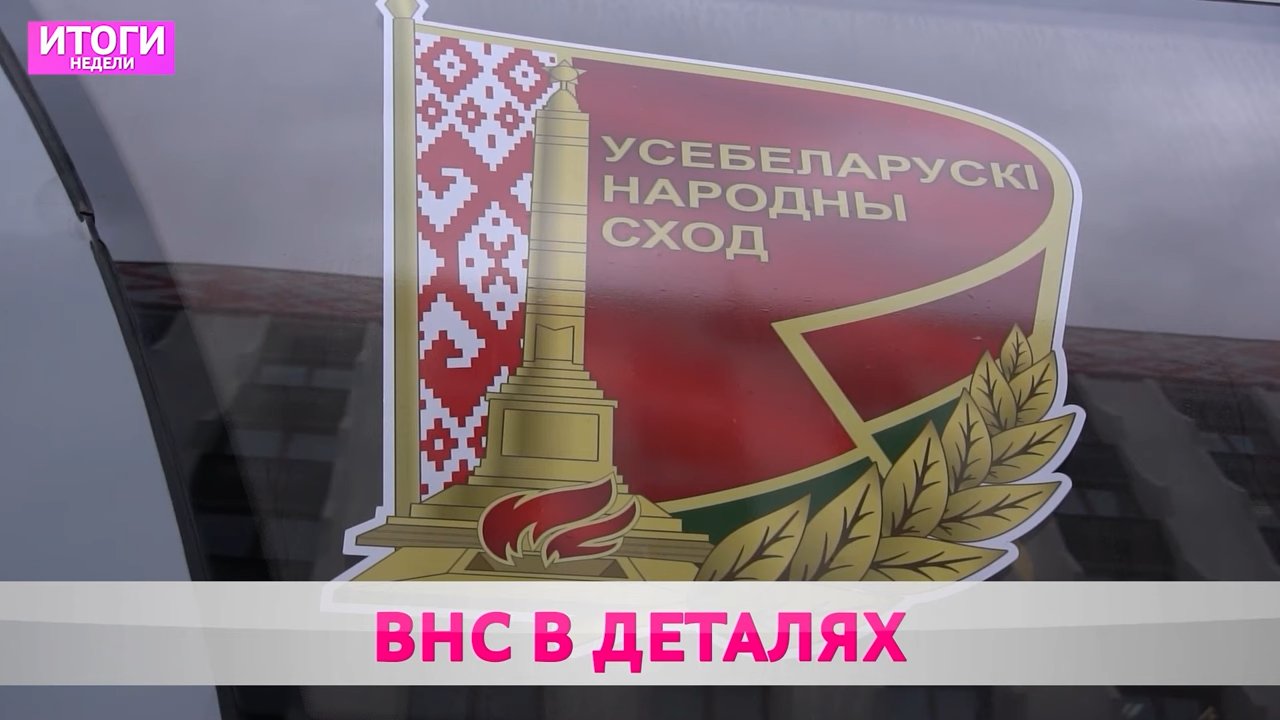 ИТОГИ
НЕДЕЛИ
УСЕБЕЛАРУСКІ
НАРОДНЫ
СХОД
ВНС В ДЕТАЛЯХ